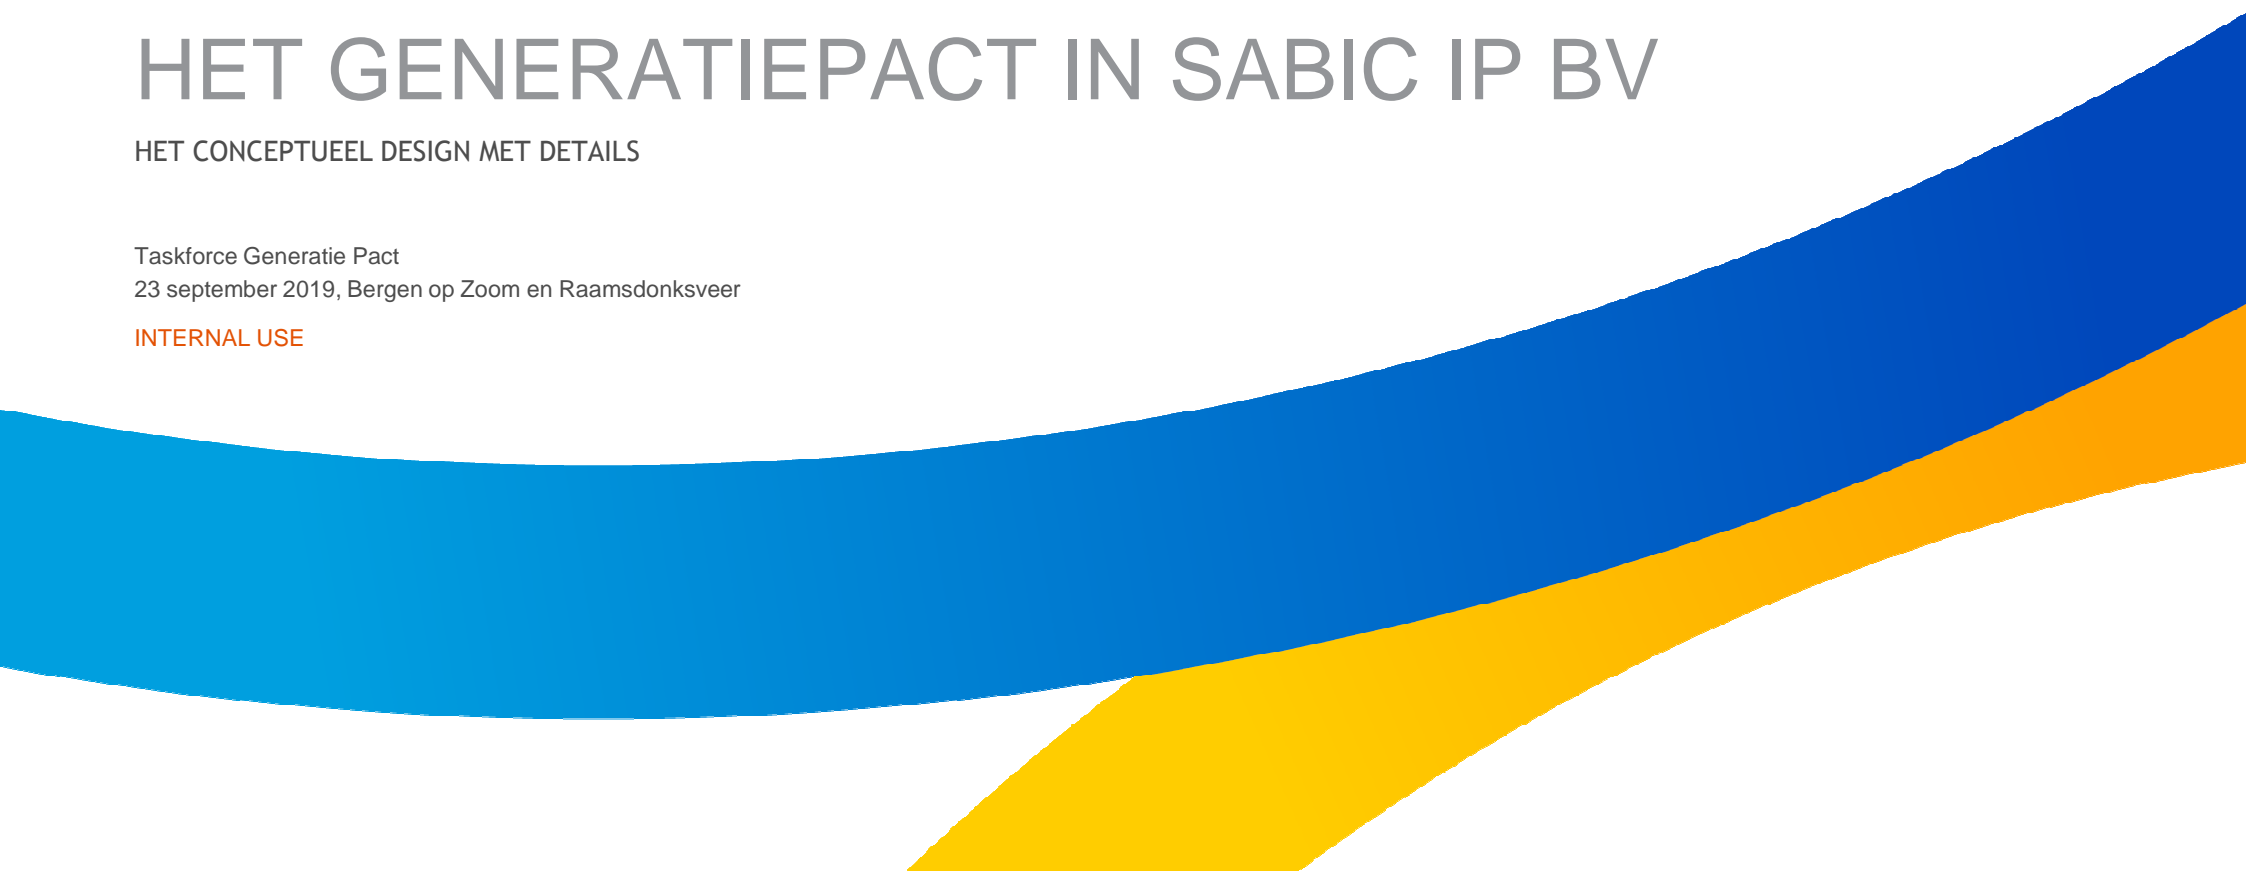 HET GENERATIEPACT IN SABIC IP BV
HET CONCEPTUEEL DESIGN MET DETAILS
Taskforce Generatie Pact
23 september 2019, Bergen op Zoom en Raamsdonksveer
INTERNAL USE